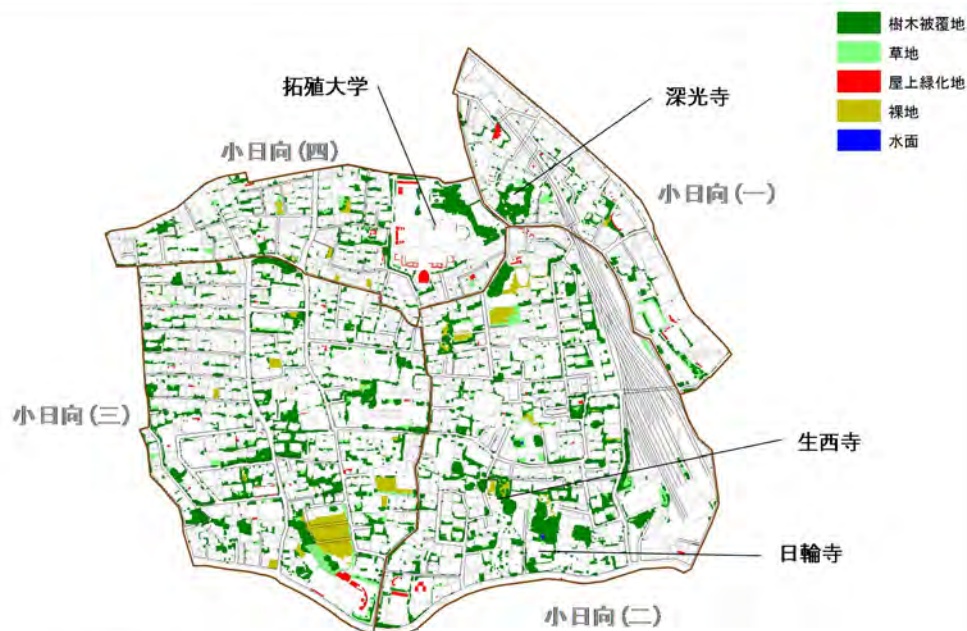 樹木被覆地
草地
屋上緑化地
裸地
水面
拓殖大学
深光寺
小日向(四)
小日向(一)
小日向(三)
生西寺
日輪寺
小日向(二)